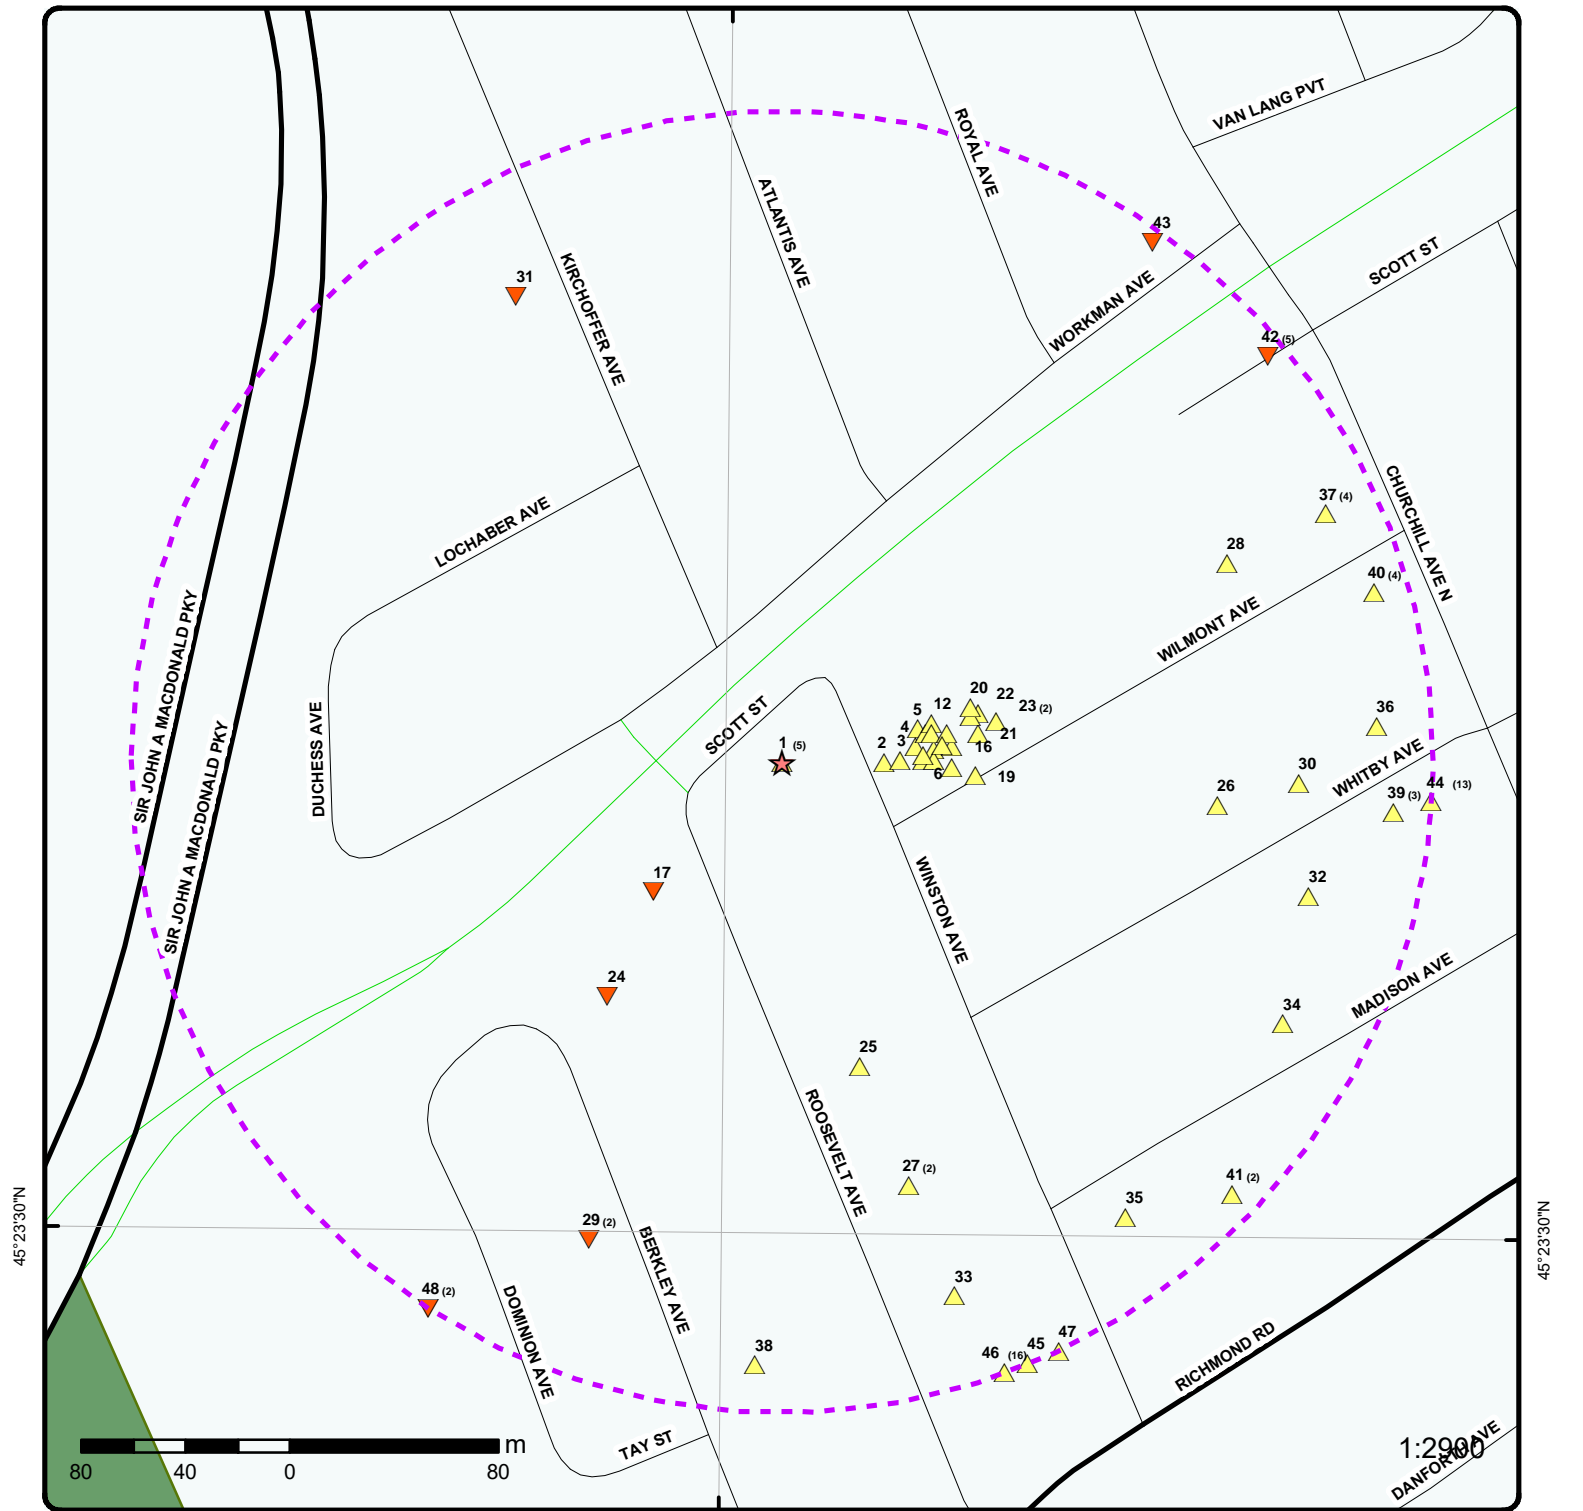 VAN LANG PVT
ROYAL AVE
ATLANTIS AVE
43
SCOTT ST
KIRCHOFFER AVE
31
WORKMAN AVE
42 (5)
CHURCHILL AVE N
37 (4)
LOCHABER AVE
28
40 (4)
WILMONT AVE
SIR JOHN A MACDONALD PKY
20
22
23 (2)
12
5
4
21
16
36
SCOTT ST
1 (5)
2
3
6
19
DUCHESS AVE
SIR JOHN A MACDONALD PKY
WHITBY AVE
30
26
44 (13)
39 (3)
17
WINSTON AVE
32
24
MADISON AVE
34
25
ROOSEVELT AVE
27 (2)
41 (2)
35
45°23'30"N
45°23'30"N
29 (2)
BERKLEY AVE
48 (2)
DOMINION AVE
33
38
46 (16)
45
47
RICHMOND RD
TAY ST
m
80 40 0 80
1:2900
DANFORTH AVE